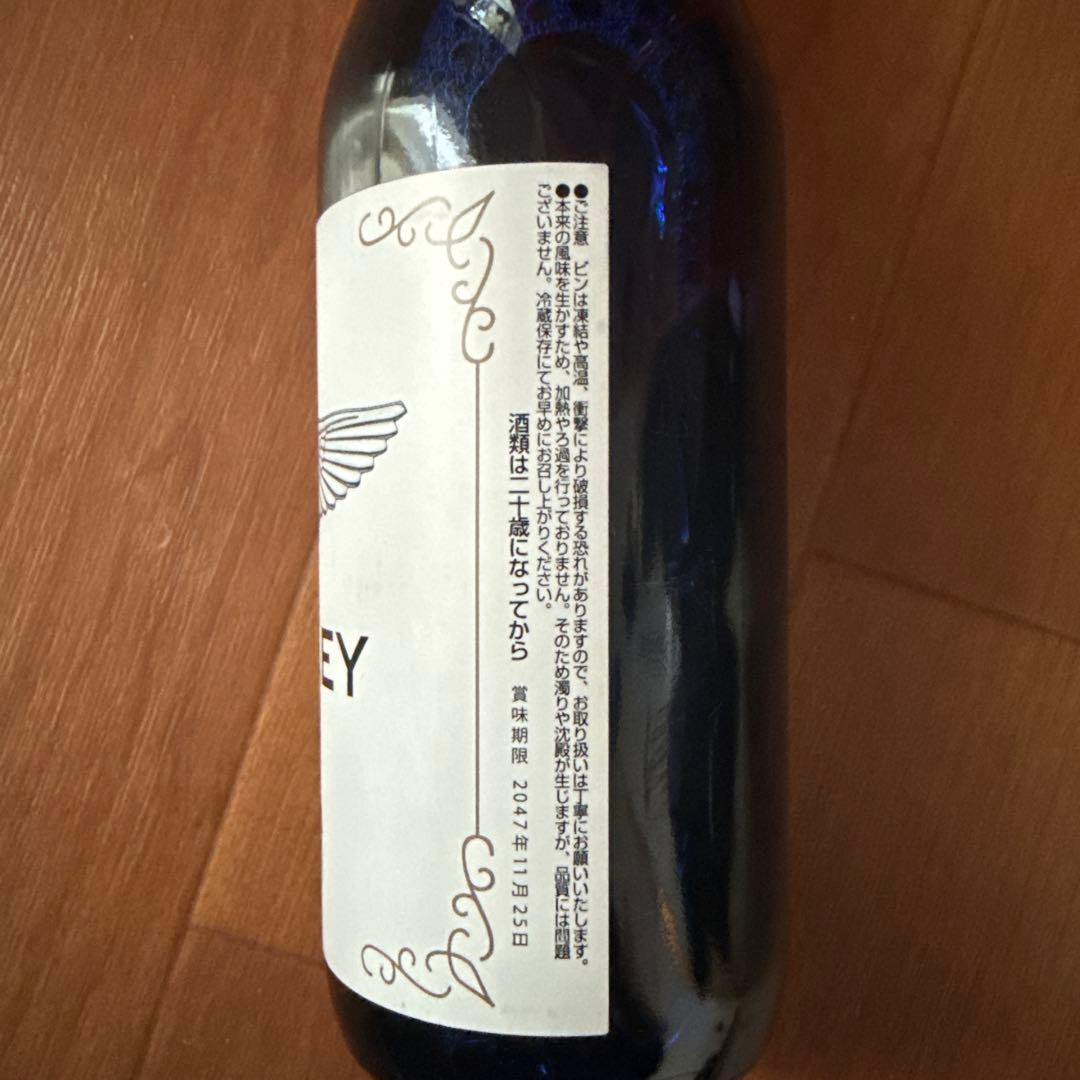 ●ご注意　ビンは凍結や高温、衝撃により破損する恐れがありますので、お取り扱いは丁寧にお願いいたします。
●本来の風味を生かすため、加熱やろ過を行っておりません。そのため濁りや沈殿が生じますが、品質には問題
ございません。冷蔵保存にてお早めにお召し上がりください。
酒類は二十歳になってから　賞味期限 2047年11月25日
EY